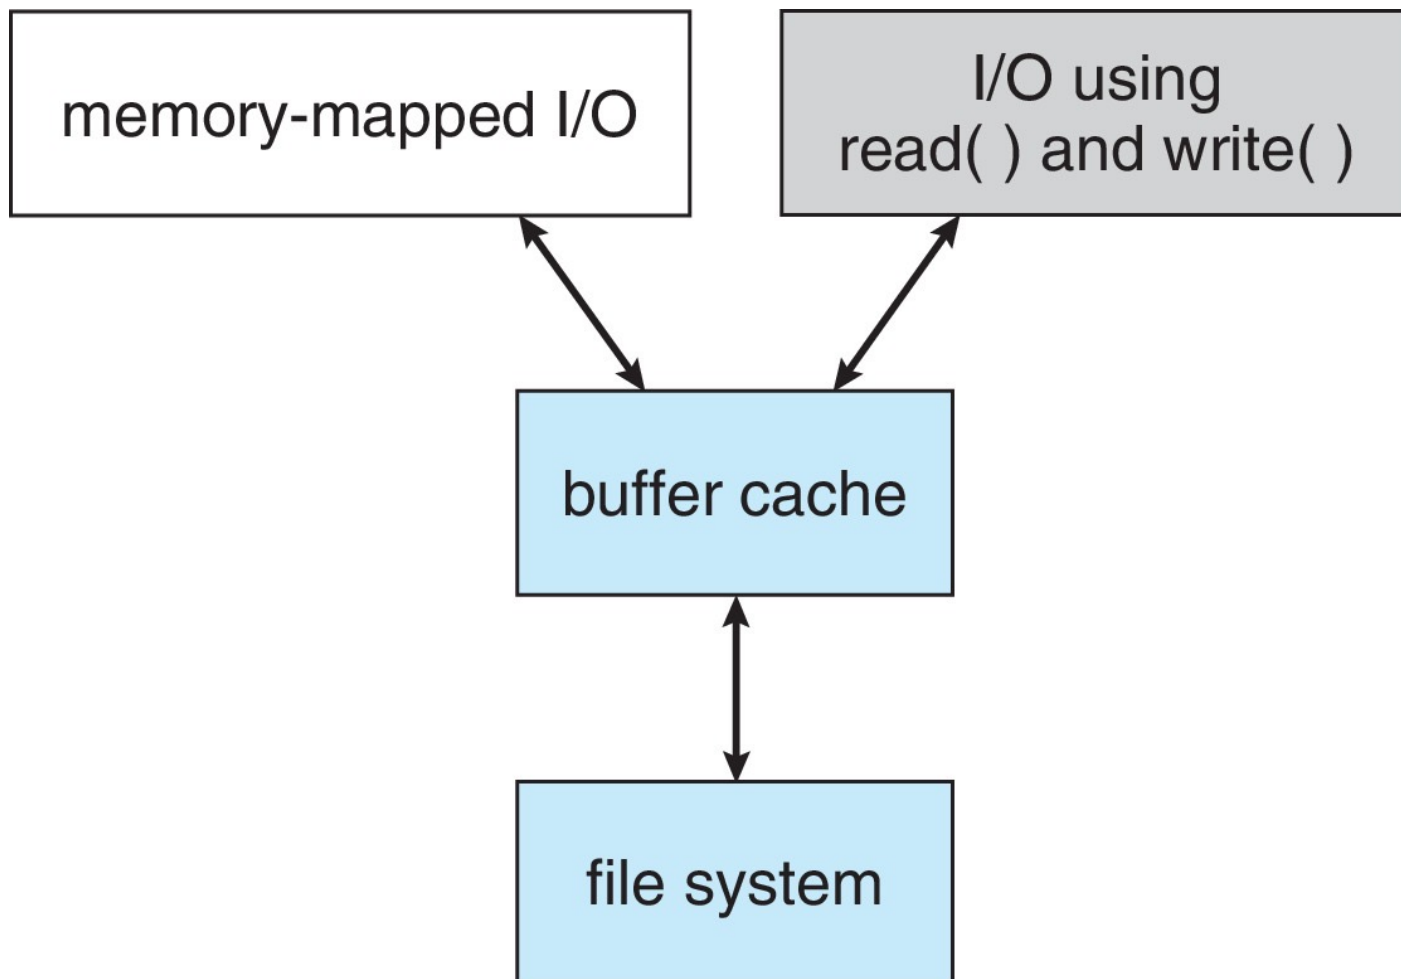 memory-mapped I/O
I/O using
read( ) and write( )
buffer cache
file system